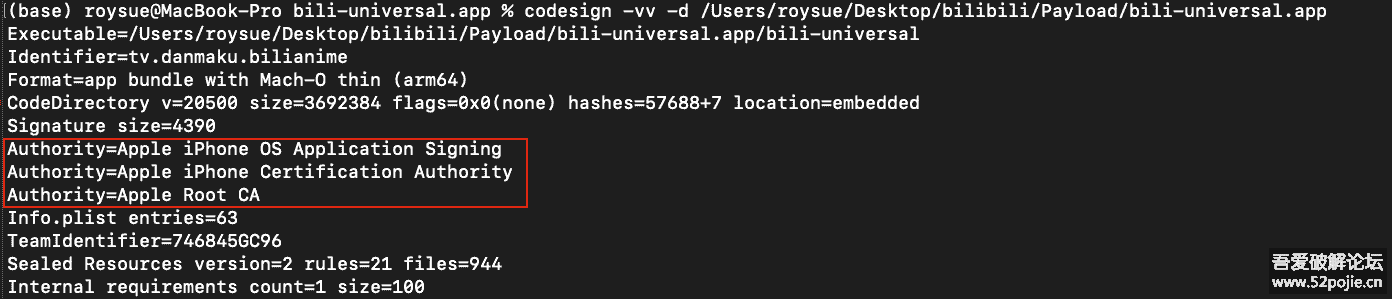 (base) roysue@MacBook-Pro bili-universal.app % codesign -vv -d /Users/roysue/Desktop/bilibili/Payload/bili-universal.app
Executable=/Users/roysue/Desktop/bilibili/Payload/bili-universal.app/bili-universal
Identifier=tv.danmaku.bilianime
Format=app bundle with Mach-O thin (arm64)
CodeDirectory v=20500 size=3692384 flags=0x0(none) hashes=57688+7 location=embedded
Signature size=4390
Authority=Apple iPhone OS Application Signing
Authority=Apple iPhone Certification Authority
Authority=Apple Root CA
Info.plist entries=63
TeamIdentifier=746845GC96
Sealed Resources version=2 rules=21 files=944
Internal requirements count=1 size=100
吾爱破解论坛
www.52pojie.cn